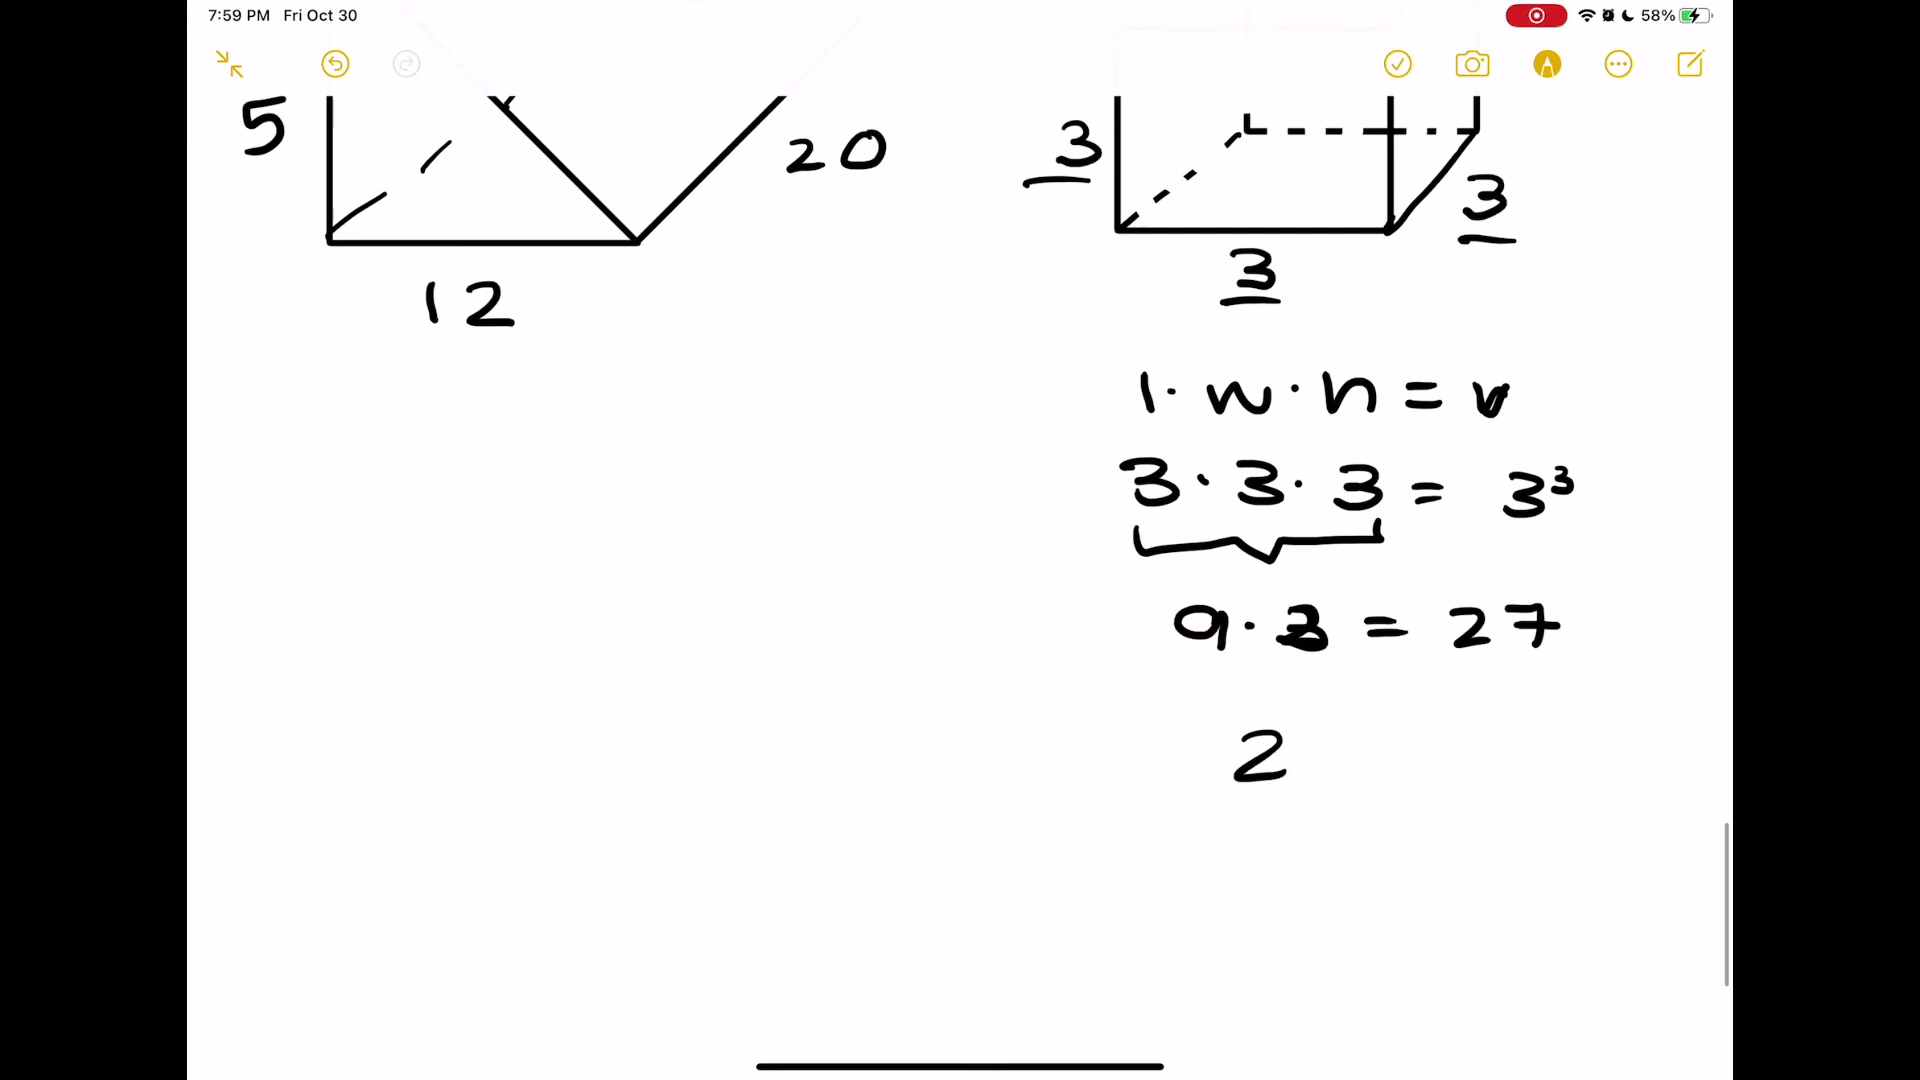 7:59 PM Fri Oct 30
58%
5
20
12
3
3
3
l · w · h = v
3 · 3 · 3 = 3³
9 · 3 = 27
2